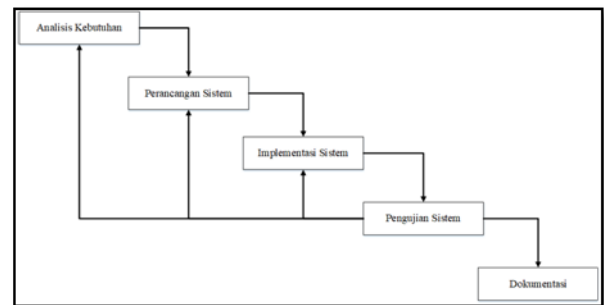 Analisis Kebutuhan
Perancangan Sistem
Implementasi Sistem
Pengujian Sistem
Dokumentasi